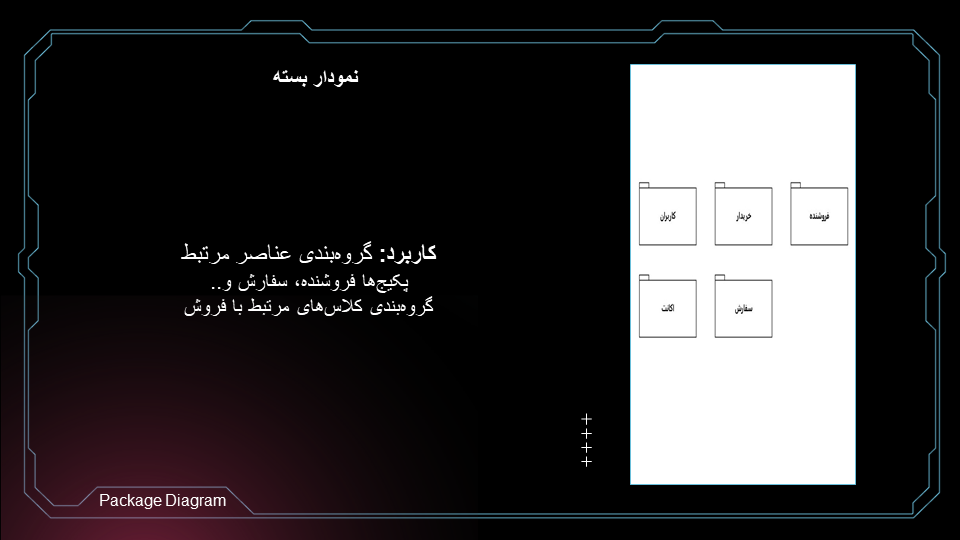 نمودار بسته
کاربرد: گروه‌بندی عناصر مرتبط
پکیج‌ها فروشنده، سفارش و..
گروه‌بندی کلاس‌های مرتبط با فروش
فروشنده
خریدار
کاربران
سفارش
اکانت
Package Diagram